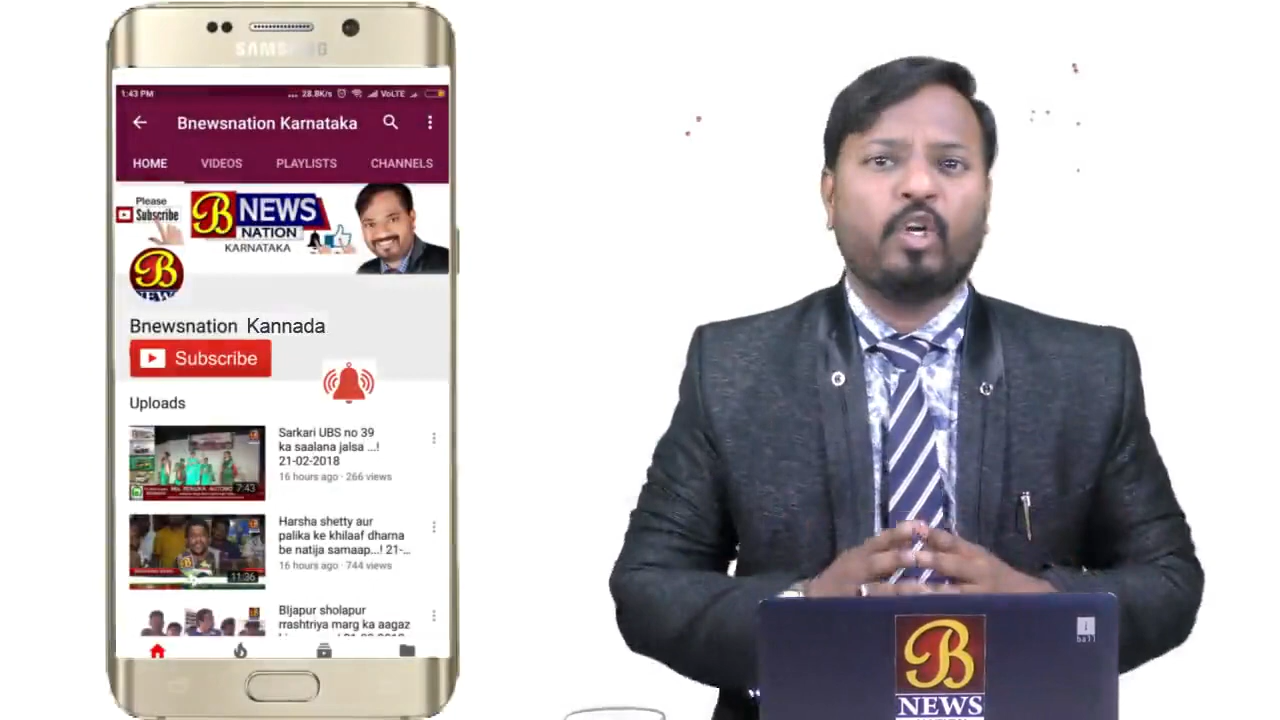 SAMSUNG
1:43 PM
... 28.8K/s VoLTE
Bnewsnation Karnataka
HOME VIDEOS PLAYLISTS CHANNELS
Please
Subscribe
B NEWS
NATION
KARNATAKA
B
NEWS
Bnewsnation Kannada
Subscribe
Uploads
Sarkari UBS no 39
ka saalana jalsa ...!
21-02-2018
16 hours ago · 266 views
7:43
Harsha shetty aur
palika ke khilaaf dharna
be natija samaap...! 21-...
16 hours ago · 744 views
11:36
BIjapur sholapur
rrashtriya marg ka aagaz
iball
B
NEWS